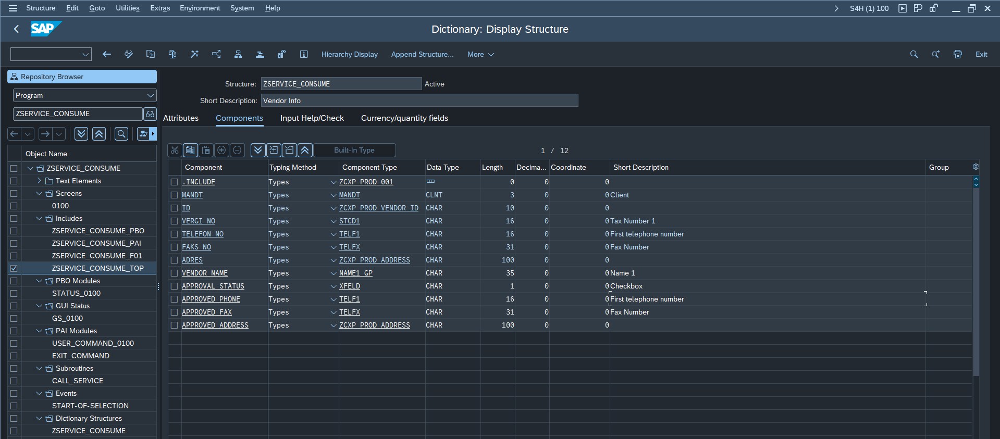 Structure Edit Goto Utilities Extras Environment System Help S4H (1) 100
SAP Dictionary: Display Structure
Hierarchy Display Append Structure... More Exit
Repository Browser
Program
ZSERVICE_CONSUME
Object Name
ZSERVICE_CONSUME
Text Elements
Screens
0100
Includes
ZSERVICE_CONSUME_PBO
ZSERVICE_CONSUME_PAI
ZSERVICE_CONSUME_F01
ZSERVICE_CONSUME_TOP
PBO Modules
STATUS_0100
GUI Status
GS_0100
PAI Modules
USER_COMMAND_0100
EXIT_COMMAND
Subroutines
CALL_SERVICE
Events
START-OF-SELECTION
Dictionary Structures
ZSERVICE_CONSUME
Structure: ZSERVICE_CONSUME Active
Short Description: Vendor Info
Attributes Components Input Help/Check Currency/quantity fields
Built-In Type 1 / 12
Component Typing Method Component Type Data Type Length Decima... Coordinate Short Description Group
.INCLUDE Types ZCXP_PROD_001 0 0 0
MANDT Types MANDT CLNT 3 0 0 Client
ID Types ZCXP_PROD_VENDOR_ID CHAR 10 0 0
VERGI_NO Types STCD1 CHAR 16 0 0 Tax Number 1
TELEFON_NO Types TELF1 CHAR 16 0 0 First telephone number
FAKS_NO Types TELFX CHAR 31 0 0 Fax Number
ADRES Types ZCXP_PROD_ADDRESS CHAR 100 0 0
VENDOR_NAME Types NAME1_GP CHAR 35 0 0 Name 1
APPROVAL_STATUS Types XFELD CHAR 1 0 0 Checkbox
APPROVED_PHONE Types TELF1 CHAR 16 0 0 First telephone number
APPROVED_FAX Types TELFX CHAR 31 0 0 Fax Number
APPROVED_ADDRESS Types ZCXP_PROD_ADDRESS CHAR 100 0 0